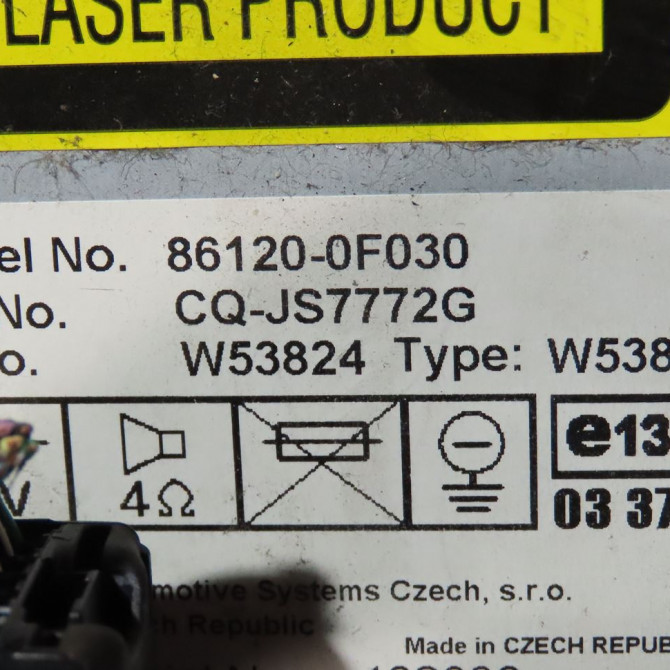 LASER PRODUCT
el No. 86120-0F030
No. CQ-JS7772G
o. W53824 Type: W538
V 4Ω e13
03 37
motive Systems Czech, s.r.o.
h Republic
Made in CZECH REPUB